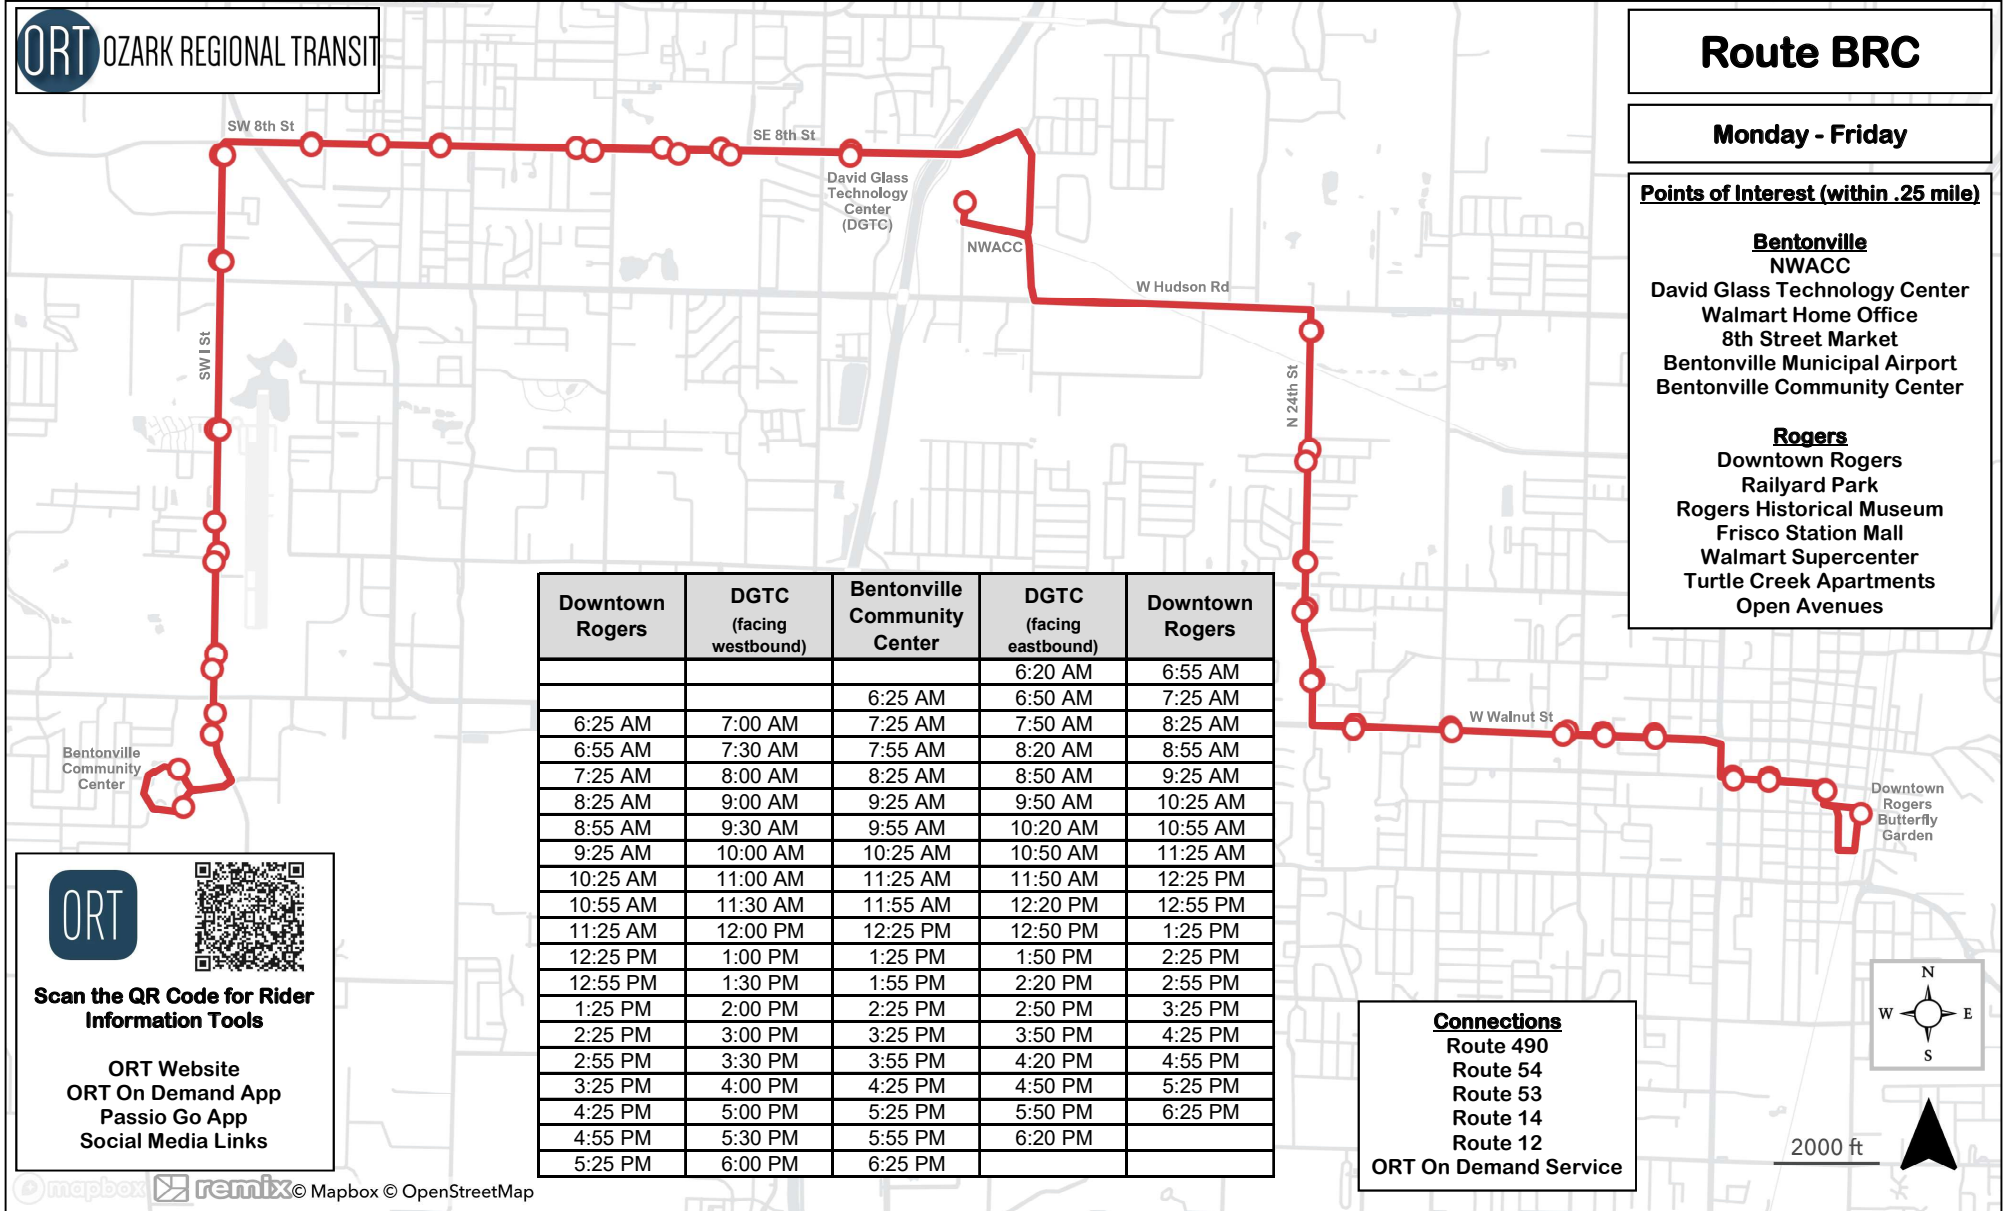 ORT OZARK REGIONAL TRANSIT
Route BRC
Monday - Friday
Points of Interest (within .25 mile)
Bentonville
NWACC
David Glass Technology Center
Walmart Home Office
8th Street Market
Bentonville Municipal Airport
Bentonville Community Center
Rogers
Downtown Rogers
Railyard Park
Rogers Historical Museum
Frisco Station Mall
Walmart Supercenter
Turtle Creek Apartments
Open Avenues
SW 8th St
SE 8th St
David Glass
Technology
Center
(DGTC)
NWACC
W Hudson Rd
SW I St
N 24th St
W Walnut St
Bentonville
Community
Center
Downtown
Rogers
Butterfly
Garden
Downtown Rogers | DGTC (facing westbound) | Bentonville Community Center | DGTC (facing eastbound) | Downtown Rogers
6:20 AM 6:55 AM
6:25 AM 6:50 AM 7:25 AM
6:25 AM 7:00 AM 7:25 AM 7:50 AM 8:25 AM
6:55 AM 7:30 AM 7:55 AM 8:20 AM 8:55 AM
7:25 AM 8:00 AM 8:25 AM 8:50 AM 9:25 AM
8:25 AM 9:00 AM 9:25 AM 9:50 AM 10:25 AM
8:55 AM 9:30 AM 9:55 AM 10:20 AM 10:55 AM
9:25 AM 10:00 AM 10:25 AM 10:50 AM 11:25 AM
10:25 AM 11:00 AM 11:25 AM 11:50 AM 12:25 PM
10:55 AM 11:30 AM 11:55 AM 12:20 PM 12:55 PM
11:25 AM 12:00 PM 12:25 PM 12:50 PM 1:25 PM
12:25 PM 1:00 PM 1:25 PM 1:50 PM 2:25 PM
12:55 PM 1:30 PM 1:55 PM 2:20 PM 2:55 PM
1:25 PM 2:00 PM 2:25 PM 2:50 PM 3:25 PM
2:25 PM 3:00 PM 3:25 PM 3:50 PM 4:25 PM
2:55 PM 3:30 PM 3:55 PM 4:20 PM 4:55 PM
3:25 PM 4:00 PM 4:25 PM 4:50 PM 5:25 PM
4:25 PM 5:00 PM 5:25 PM 5:50 PM 6:25 PM
4:55 PM 5:30 PM 5:55 PM 6:20 PM
5:25 PM 6:00 PM 6:25 PM
ORT
Scan the QR Code for Rider
Information Tools
ORT Website
ORT On Demand App
Passio Go App
Social Media Links
Connections
Route 490
Route 54
Route 53
Route 14
Route 12
ORT On Demand Service
N
W E
S
2000 ft
mapbox remix © Mapbox © OpenStreetMap